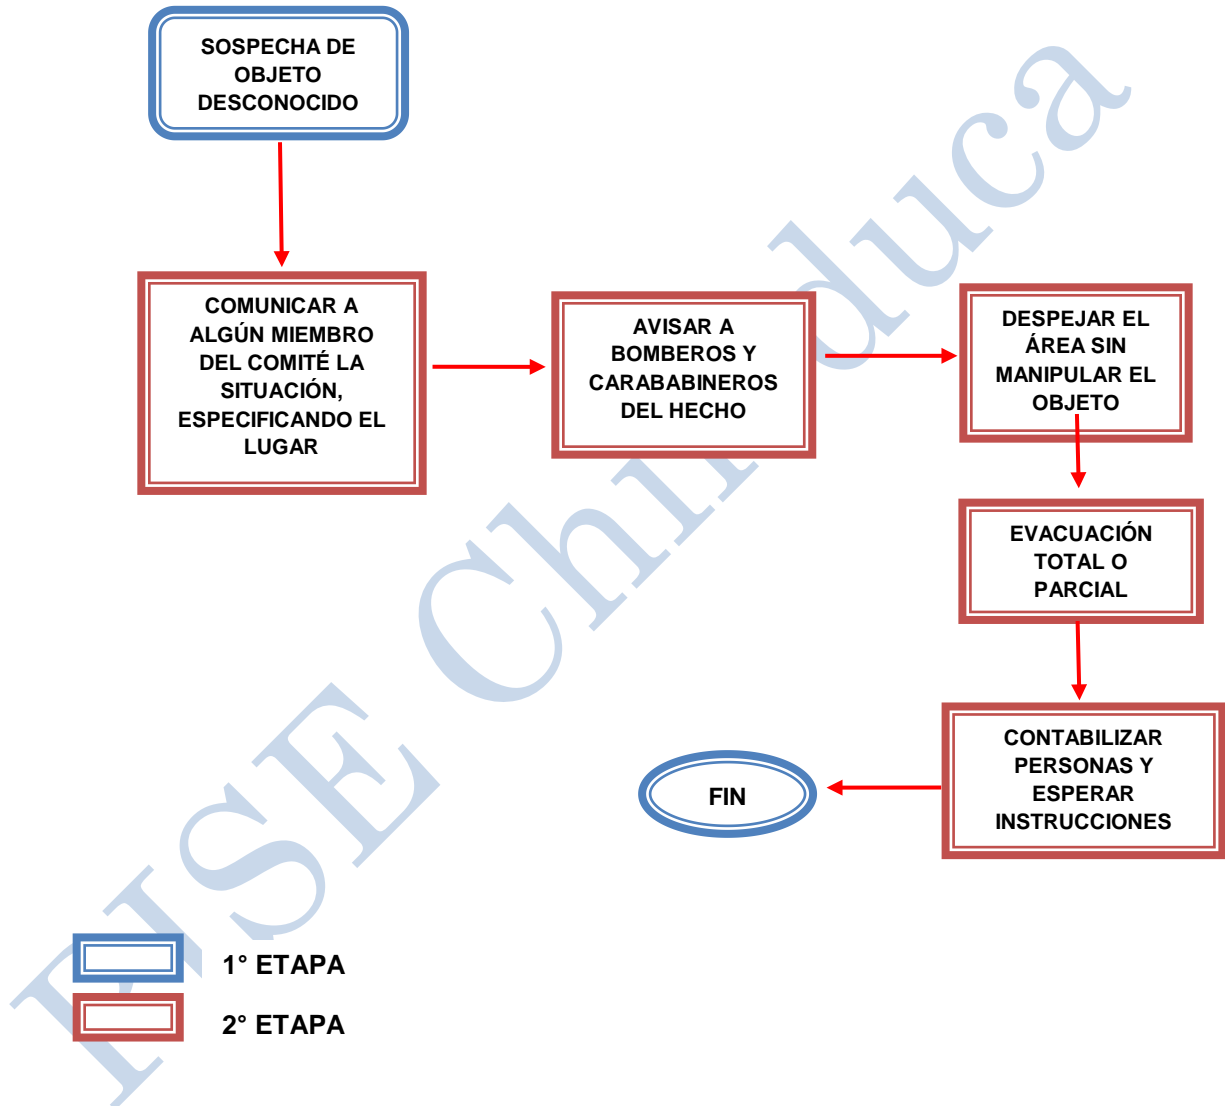 SOSPECHA DE
OBJETO
DESCONOCIDO
COMUNICAR A
ALGÚN MIEMBRO
DEL COMITÉ LA
SITUACIÓN,
ESPECIFICANDO EL
LUGAR
AVISAR A
BOMBEROS Y
CARABABINEROS
DEL HECHO
DESPEJAR EL
ÁREA SIN
MANIPULAR EL
OBJETO
EVACUACIÓN
TOTAL O
PARCIAL
CONTABILIZAR
PERSONAS Y
ESPERAR
INSTRUCCIONES
FIN
1° ETAPA
2° ETAPA